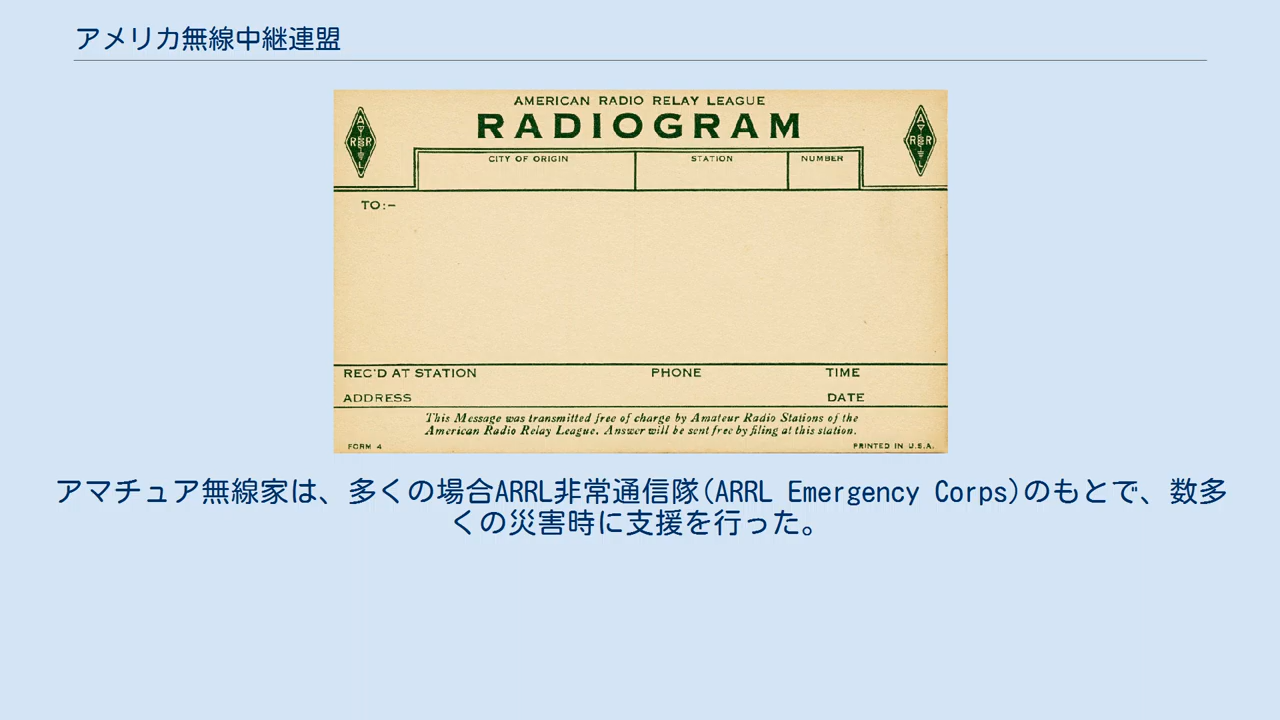 アメリカ無線中継連盟
AMERICAN RADIO RELAY LEAGUE
RADIOGRAM
A
RR
L
A
RR
L
CITY OF ORIGIN STATION NUMBER
TO:-
REC'D AT STATION PHONE TIME
ADDRESS DATE
This Message was transmitted free of charge by Amateur Radio Stations of the
American Radio Relay League. Answer will be sent free by filing at this station.
FORM 4 PRINTED IN U.S.A.
アマチュア無線家は、多くの場合ARRL非常通信隊(ARRL Emergency Corps)のもとで、数多
くの災害時に支援を行った。